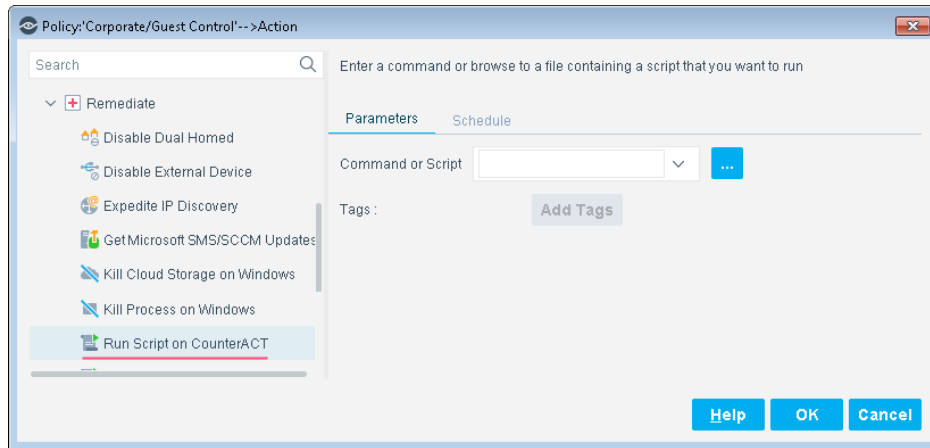 Policy:'Corporate/Guest Control'-->Action
Search
Enter a command or browse to a file containing a script that you want to run
Remediate
Parameters
Schedule
Disable Dual Homed
Disable External Device
Command or Script
...
Expedite IP Discovery
Tags :
Add Tags
Get Microsoft SMS/SCCM Updates
Kill Cloud Storage on Windows
Kill Process on Windows
Run Script on CounterACT
Help
OK
Cancel